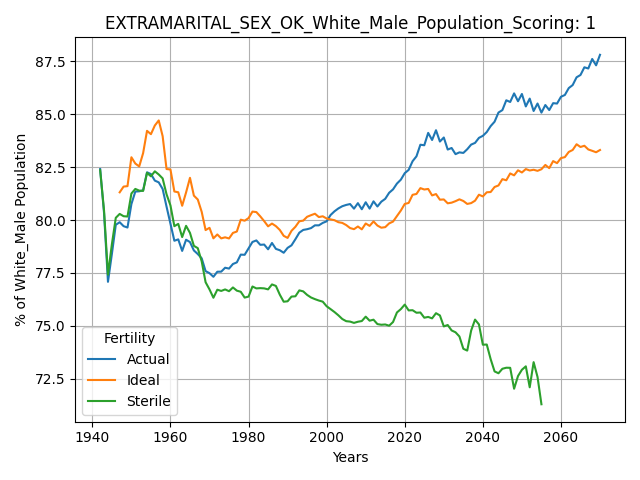 EXTRAMARITAL_SEX_OK_White_Male_Population_Scoring: 1
% of White_Male Population
87.5
85.0
82.5
80.0
77.5
75.0
72.5
Fertility
Actual
Ideal
Sterile
1940 1960 1980 2000 2020 2040 2060
Years